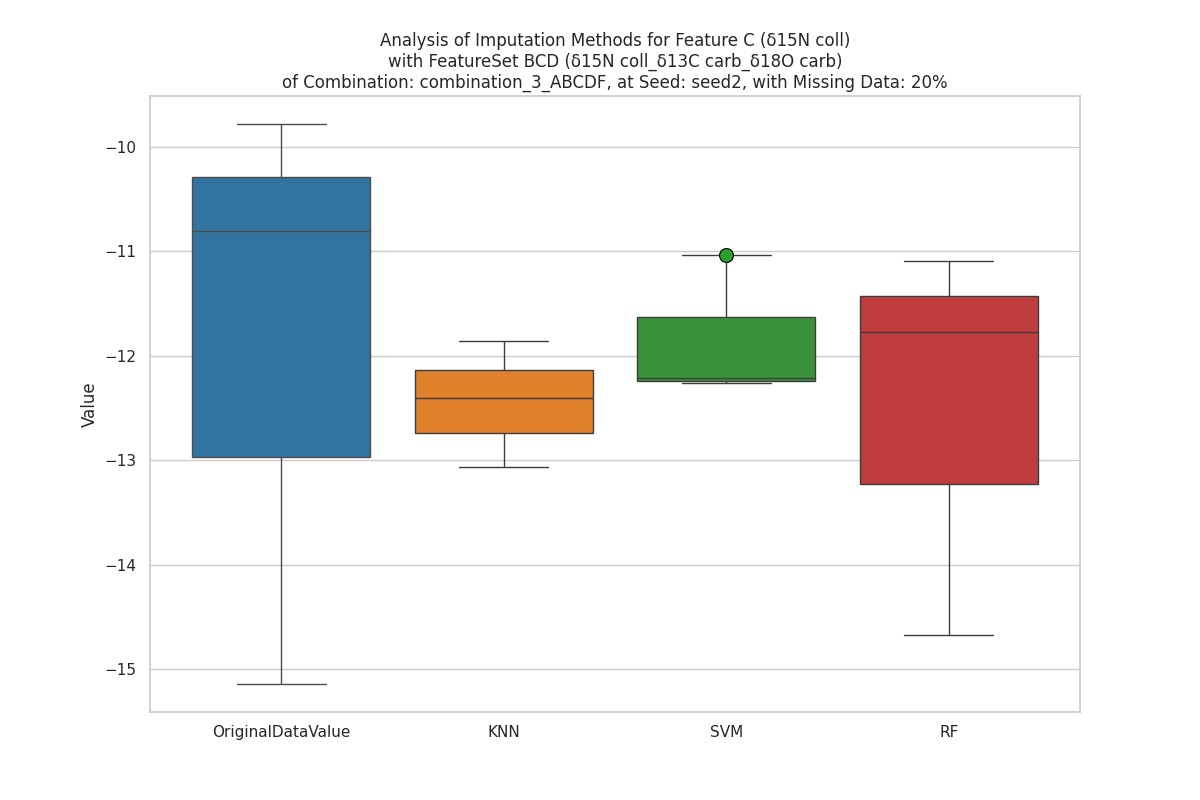 Analysis of Imputation Methods for Feature C (δ15N coll)
with FeatureSet BCD (δ15N coll_δ13C carb_δ18O carb)
of Combination: combination_3_ABCDF, at Seed: seed2, with Missing Data: 20%
Value
−10
−11
−12
−13
−14
−15
OriginalDataValue
KNN
SVM
RF